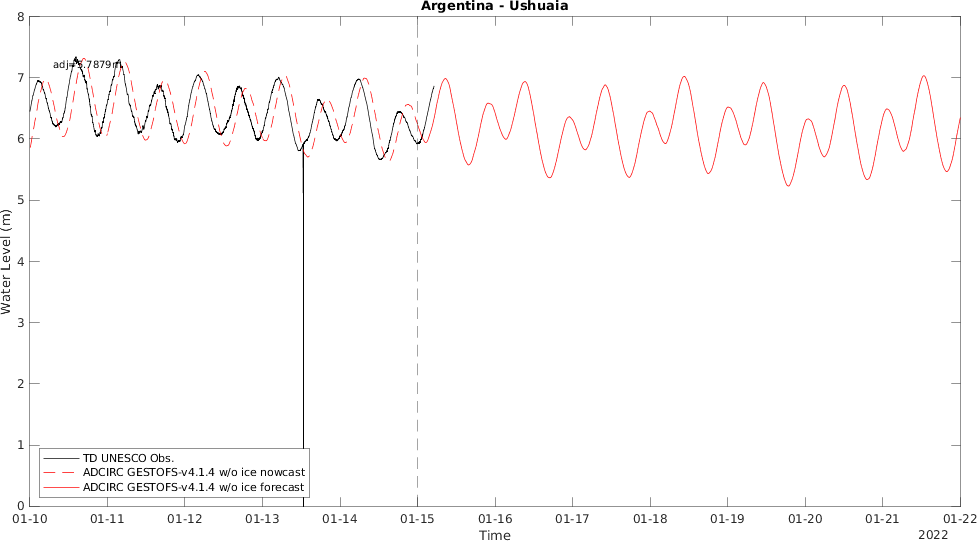 Argentina - Ushuaia
8
7
6
5
4
3
2
1
0
Water Level (m)
TD UNESCO Obs.
ADCIRC GESTOFS-v4.1.4 w/o ice nowcast
ADCIRC GESTOFS-v4.1.4 w/o ice forecast
01-10 01-11 01-12 01-13 01-14 01-15 01-16 01-17 01-18 01-19 01-20 01-21 01-22
Time
2022